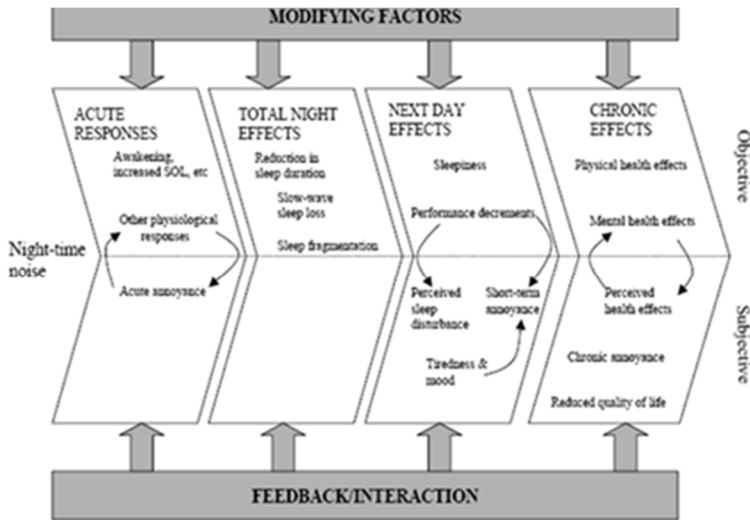 MODIFYING FACTORS
ACUTE
RESPONSES
Awakening,
increased SOL, etc
Other physiological
responses
Acute annoyance
TOTAL NIGHT
EFFECTS
Reduction in
sleep duration
Slow-wave
sleep loss
Sleep fragmentation
NEXT DAY
EFFECTS
Sleepiness
Performance decrements
Perceived
sleep
disturbance
Short-term
annoyance
Tiredness &
mood
CHRONIC
EFFECTS
Physical health effects
Mental health effects
Perceived
health effects
Chronic annoyance
Reduced quality of life
Night-time
noise
Objective
Subjective
FEEDBACK/INTERACTION